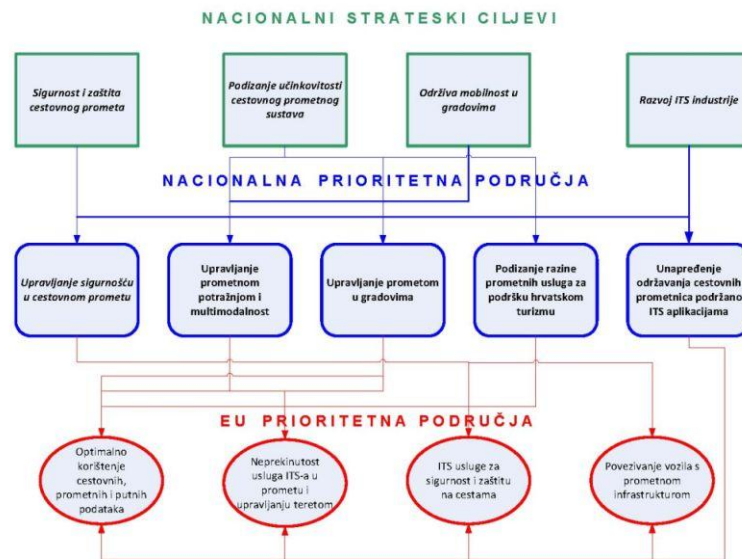 NACIONALNI STRATESKI CILJEVI
Sigurnost i zaštita
cestovnog prometa
Podizanje učinkovitosti
cestovnog prometnog
sustava
Održiva mobilnost u
gradovima
Razvoj ITS industrije
NACIONALNA PRIORITETNA PODRUČJA
Upravljanje sigurnošću
u cestovnom prometu
Upravljanje
prometnom
potražnjom i
multimodalnost
Upravljanje prometom
u gradovima
Podizanje razine
prometnih usluga za
podršku hrvatskom
turizmu
Unapređenje
održavanja cestovnih
prometnica podržano
ITS aplikacijama
EU PRIORITETNA PODRUČJA
Optimalno
korištenje
cestovnih,
prometnih i putnih
podataka
Neprekinutost
usluga ITS-a u
prometu i
upravljanju teretom
ITS usluge za
sigurnost i zaštitu
na cestama
Povezivanje vozila s
prometnom
infrastrukturom